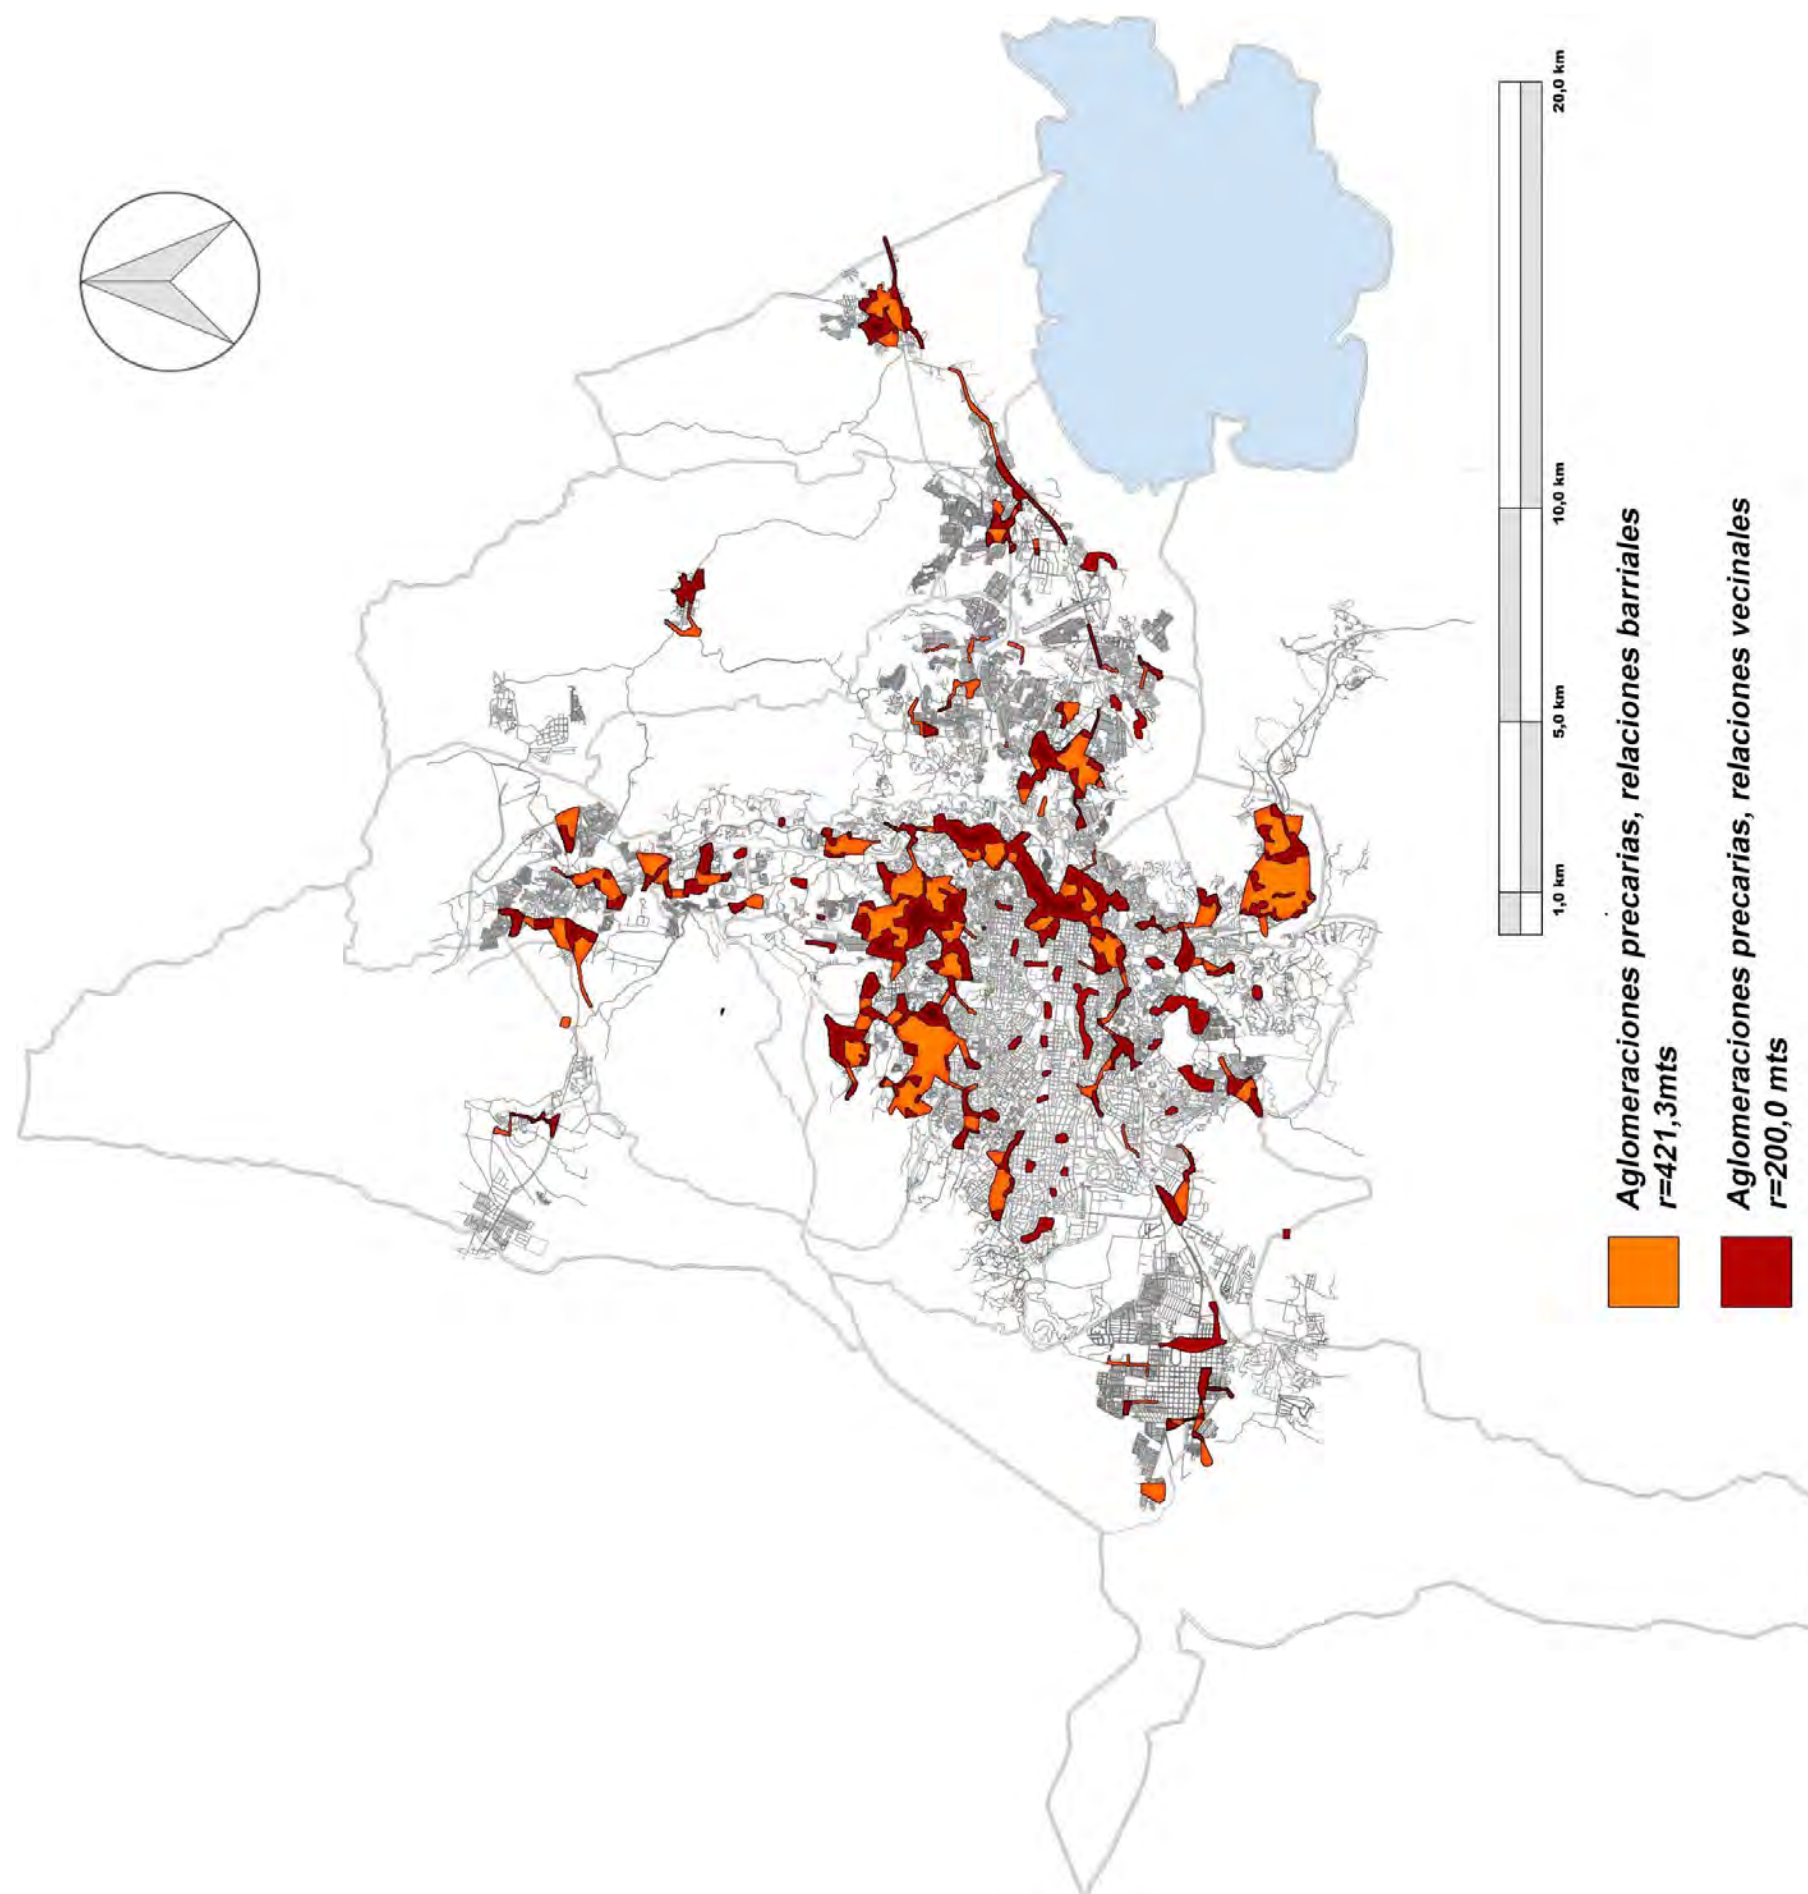 1,0 km
5,0 km
10,0 km
20,0 km
Aglomeraciones precarias, relaciones barriales
r=421,3mts
Aglomeraciones precarias, relaciones vecinales
r=200,0 mts